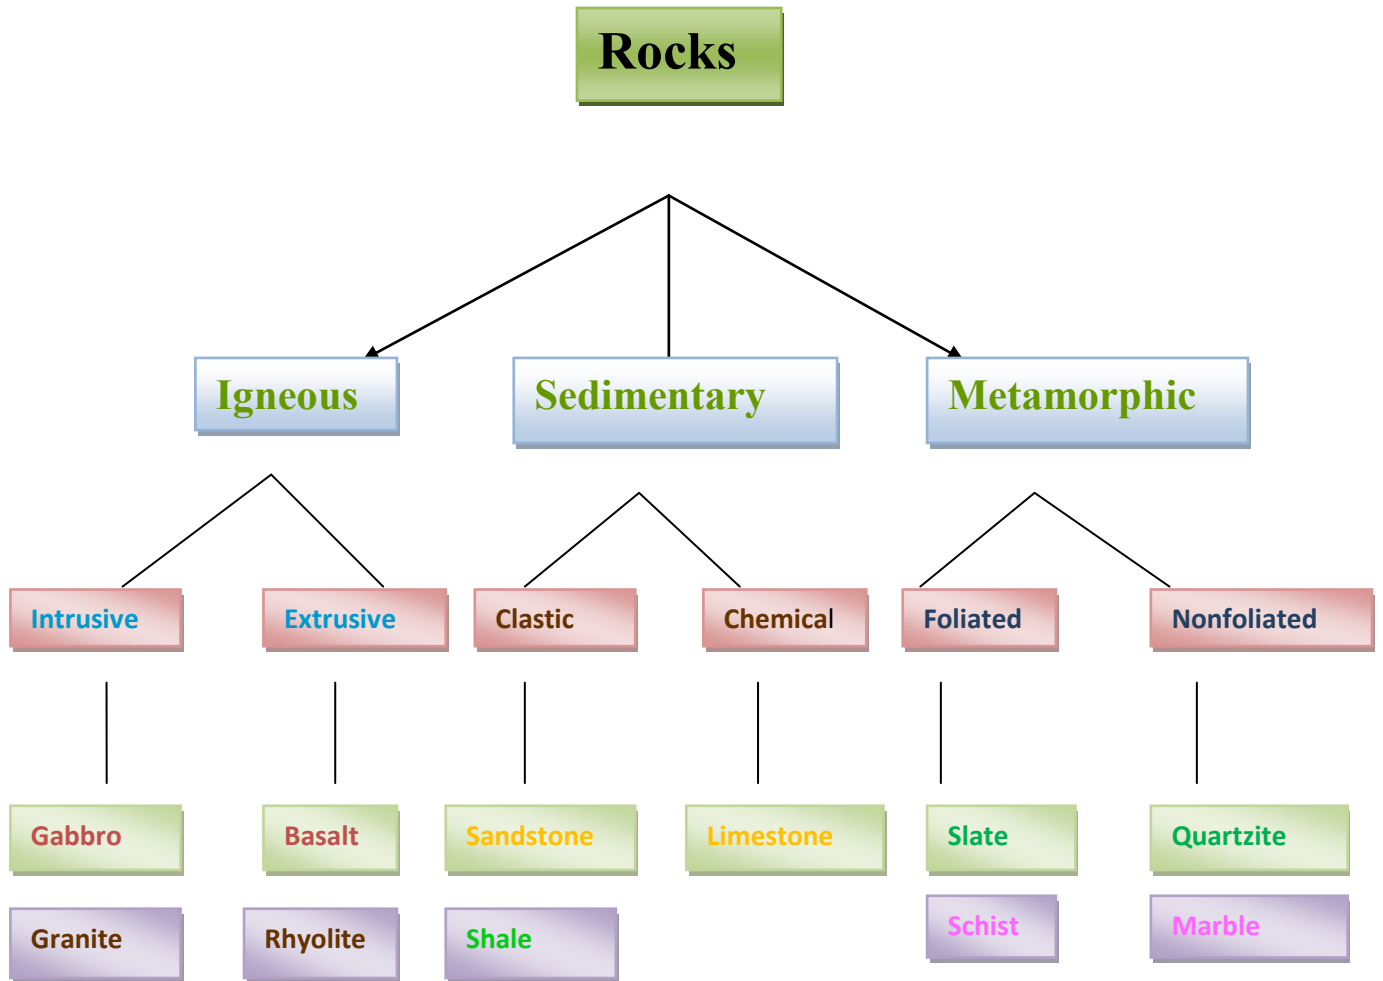 Rocks
Igneous
Sedimentary
Metamorphic
Intrusive
Extrusive
Clastic
Chemical
Foliated
Nonfoliated
Gabbro
Basalt
Sandstone
Limestone
Slate
Quartzite
Granite
Rhyolite
Shale
Schist
Marble